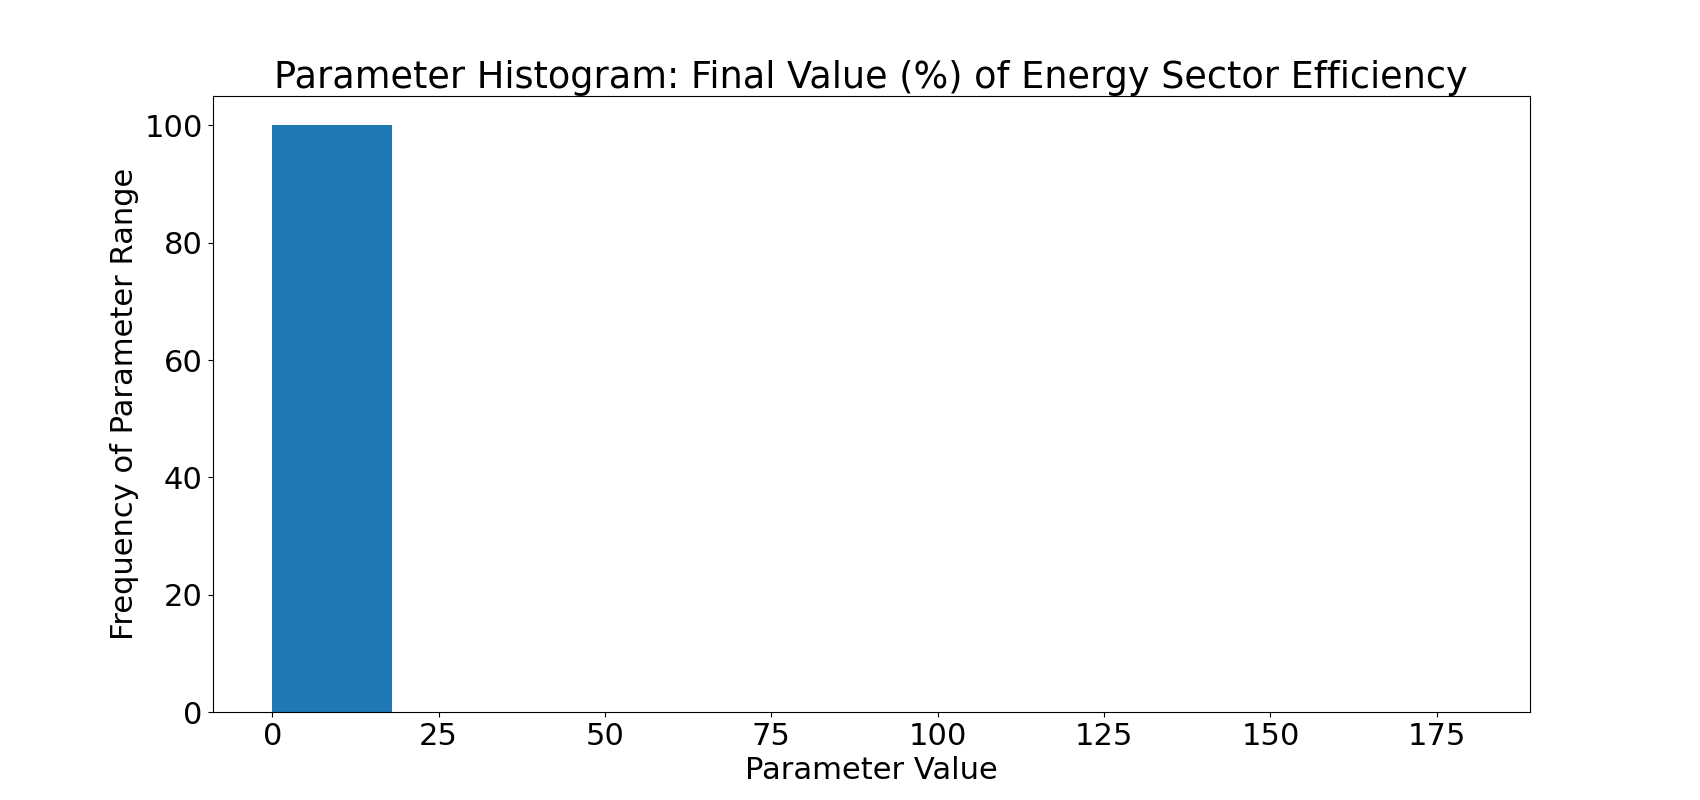 Parameter Histogram: Final Value (%) of Energy Sector Efficiency
Frequency of Parameter Range
100
80
60
40
20
0
0 25 50 75 100 125 150 175
Parameter Value